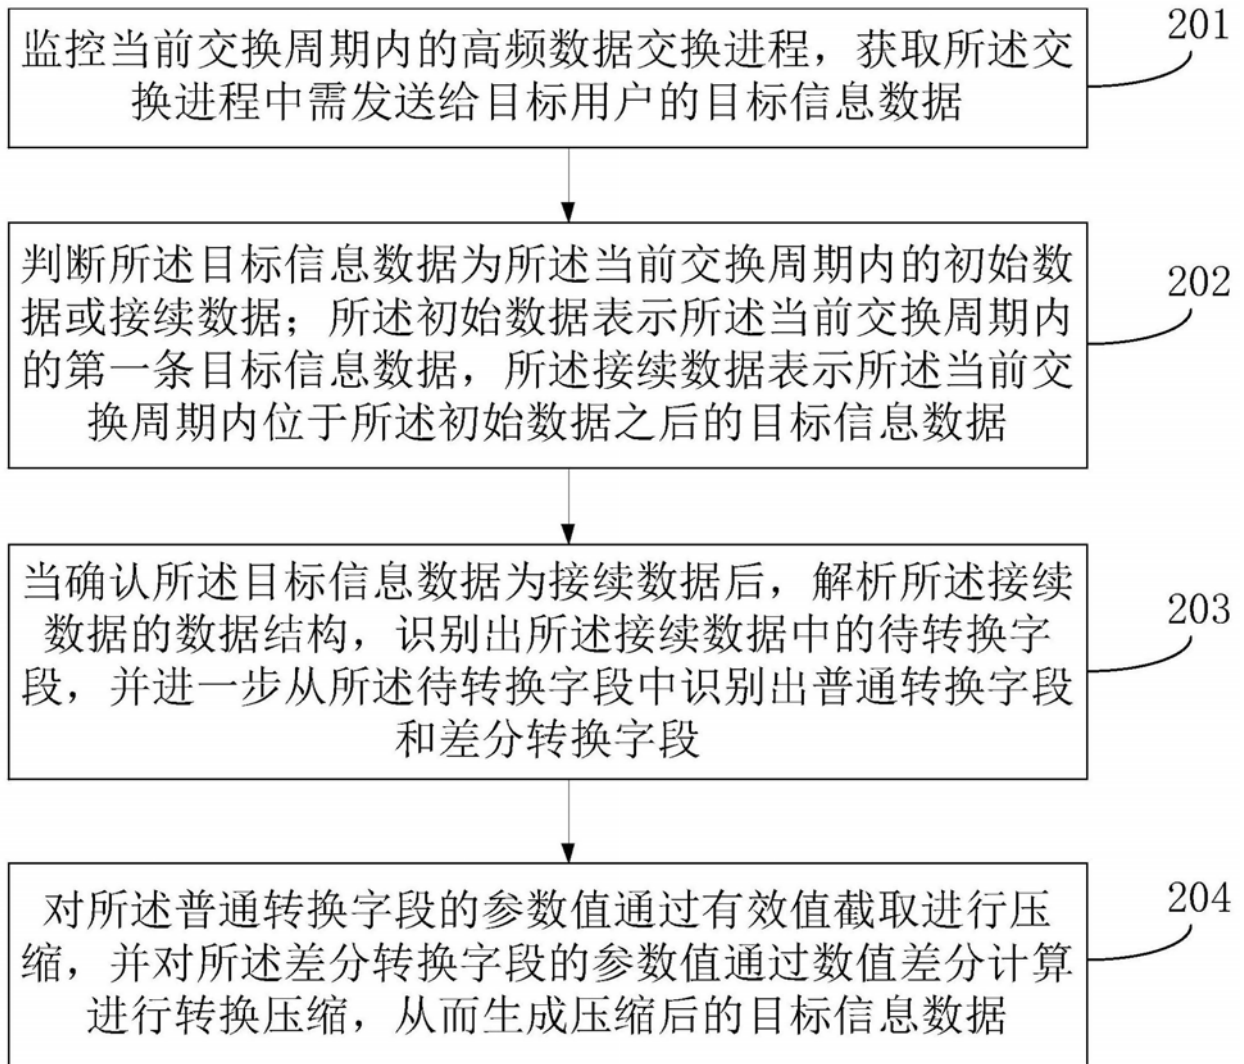 监控当前交换周期内的高频数据交换进程，获取所述交
换进程中需发送给目标用户的目标信息数据
201
判断所述目标信息数据为所述当前交换周期内的初始数
据或接续数据；所述初始数据表示所述当前交换周期内
的第一条目标信息数据，所述接续数据表示所述当前交
换周期内位于所述初始数据之后的目标信息数据
202
当确认所述目标信息数据为接续数据后，解析所述接续
数据的数据结构，识别出所述接续数据中的待转换字
段，并进一步从所述待转换字段中识别出普通转换字段
和差分转换字段
203
对所述普通转换字段的参数值通过有效值截取进行压
缩，并对所述差分转换字段的参数值通过数值差分计算
进行转换压缩，从而生成压缩后的目标信息数据
204